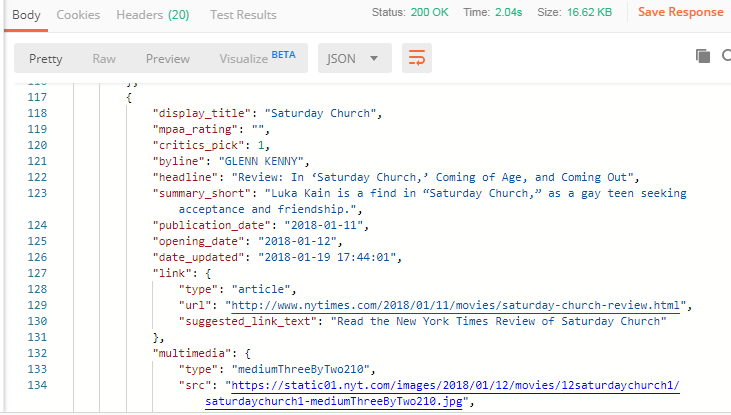 Body Cookies Headers (20) Test Results Status: 200 OK Time: 2.04s Size: 16.62 KB Save Response
Pretty Raw Preview Visualize BETA JSON
116 },
117 {
118 "display_title": "Saturday Church",
119 "mpaa_rating": "",
120 "critics_pick": 1,
121 "byline": "GLENN KENNY",
122 "headline": "Review: In ‘Saturday Church,’ Coming of Age, and Coming Out",
123 "summary_short": "Luka Kain is a find in “Saturday Church,” as a gay teen seeking
acceptance and friendship.",
124 "publication_date": "2018-01-11",
125 "opening_date": "2018-01-12",
126 "date_updated": "2018-01-19 17:44:01",
127 "link": {
128 "type": "article",
129 "url": "http://www.nytimes.com/2018/01/11/movies/saturday-church-review.html",
130 "suggested_link_text": "Read the New York Times Review of Saturday Church"
131 },
132 "multimedia": {
133 "type": "mediumThreeByTwo210",
134 "src": "https://static01.nyt.com/images/2018/01/12/movies/12saturdaychurch1/
saturdaychurch1-mediumThreeByTwo210.jpg",